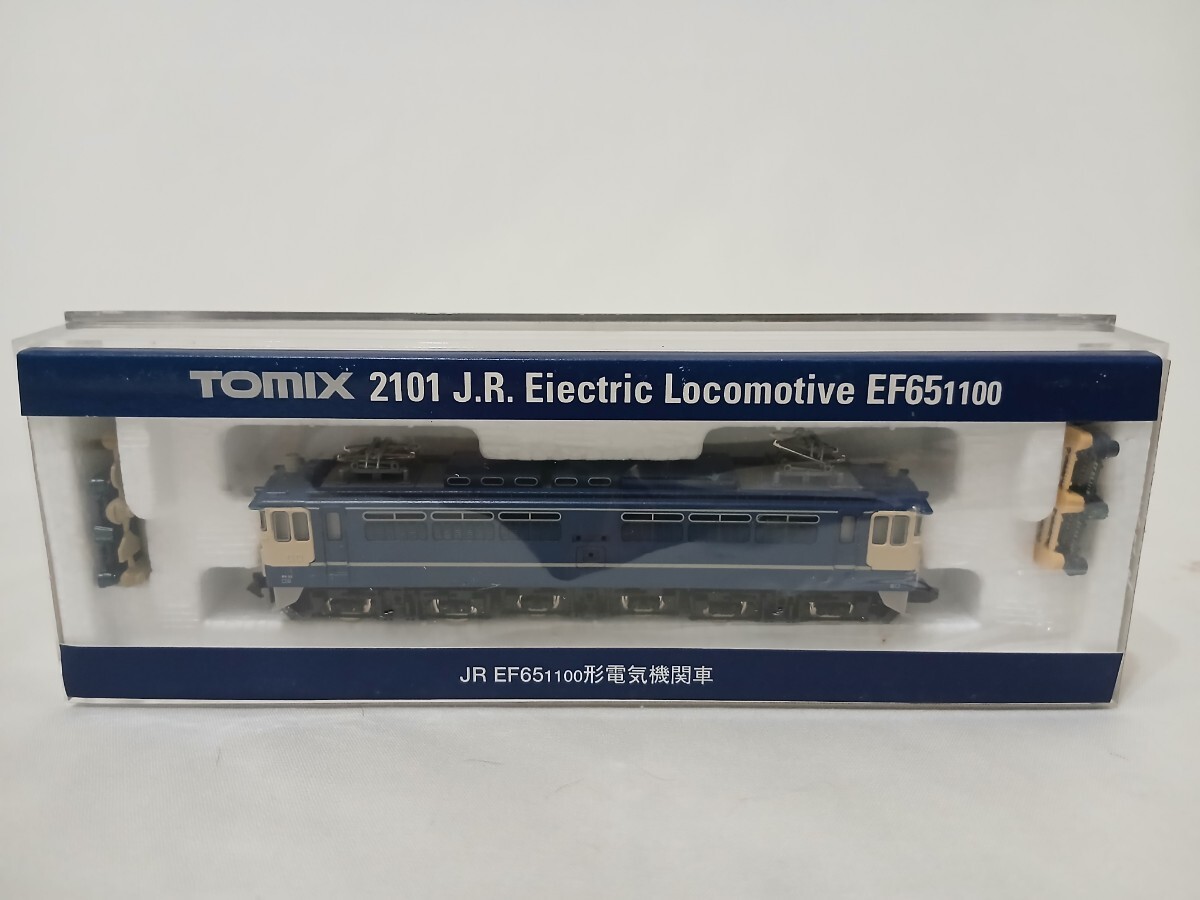 TOMIX 2101 J.R. Eiectric Locomotive EF651100
JR EF651100形電気機関車